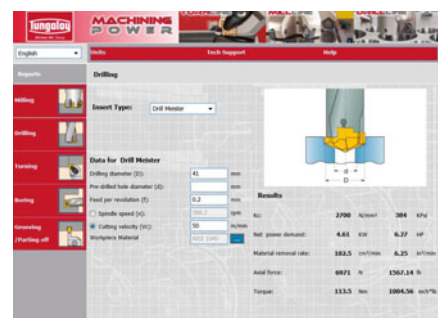 Tungaloy
MACHINING
POWER
English
Units Tech Support Help
Reports
Drilling
Milling
Insert Type: Drill Meister
Drilling
Turning
Data for Drill Meister
Drilling diameter (D): 41 mm
Pre-drilled hole diameter (d): mm
Feed per revolution (f): 0.2 mm
Spindle speed (n): rpm
Cutting velocity (Vc): 50 m/min
Workpiece Material AISI 1045 ...
Boring
Grooving
/Parting off
d
D
Results
Kc: 2700 N/mm² 384 KPSI
Net power demand: 4.61 KW 6.27 HP
Material removal rate: 102.5 cm³/min 6.25 inch³/min
Axial force: 6971 N 1567.14 lb
Torque: 113.5 Nm 1004.56 inch*lb